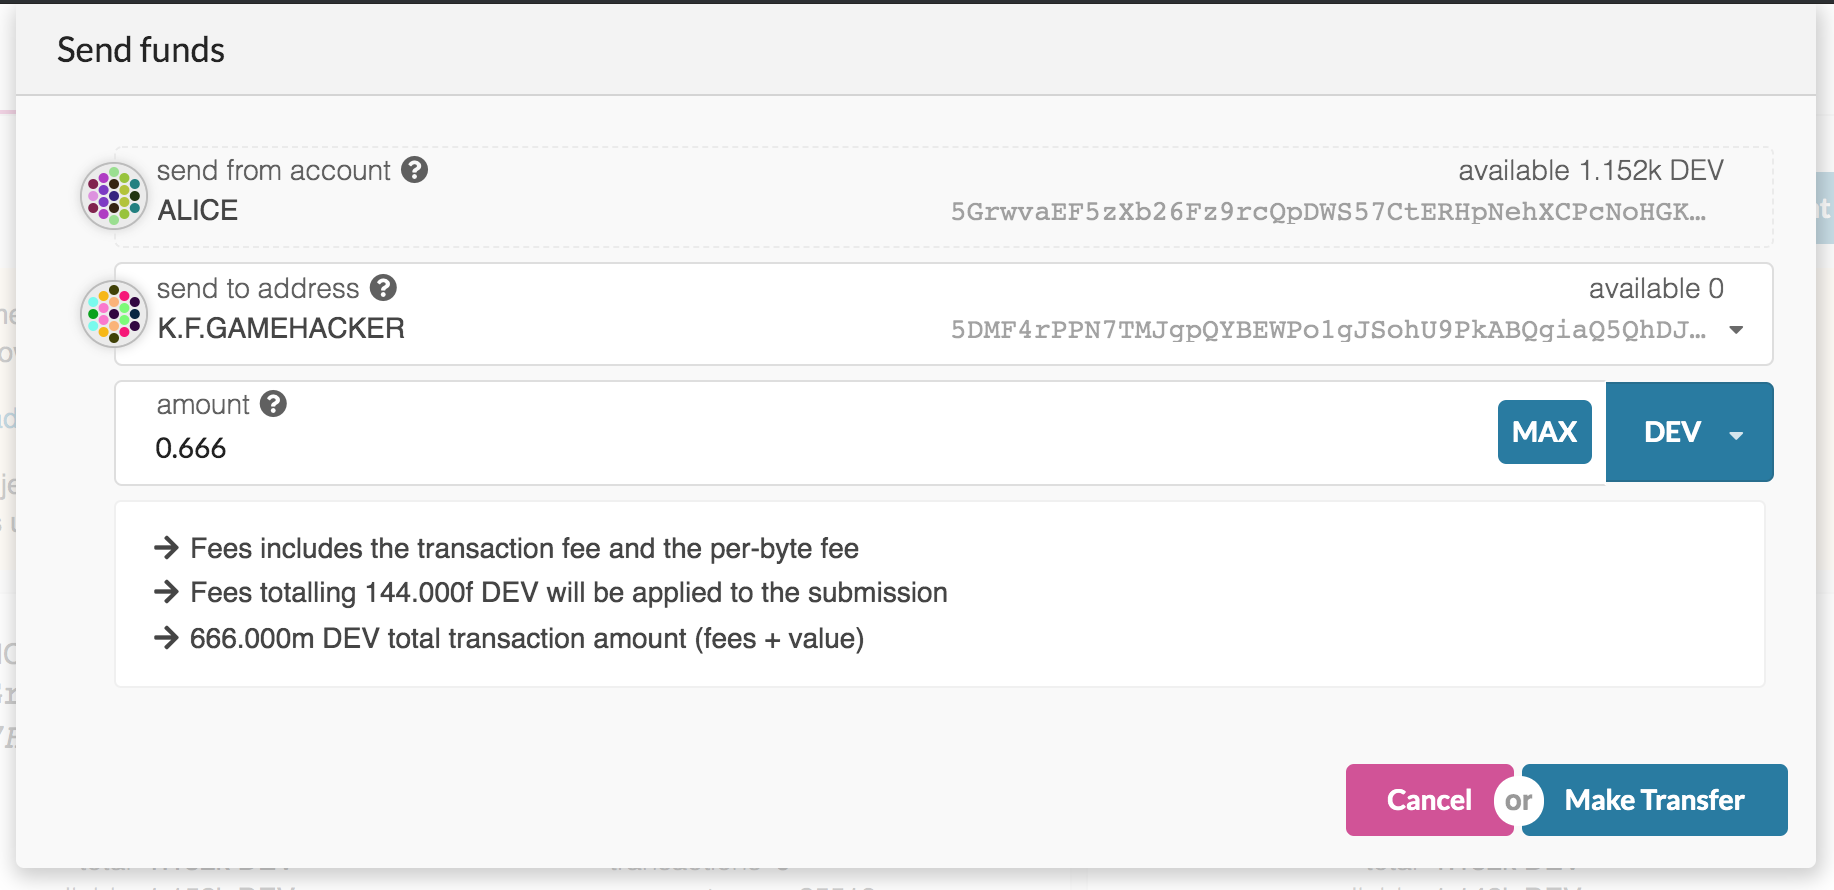 Send funds
send from account
available 1.152k DEV
ALICE
5GrwvaEF5zXb26Fz9rcQpDWS57CtERHpNehXCPcNoHGK…
send to address
available 0
K.F.GAMEHACKER
5DMF4rPPN7TMJgpQYBEWPo1gJSohU9PkABQgiaQ5QhDJ…
amount
0.666
MAX
DEV
Fees includes the transaction fee and the per-byte fee
Fees totalling 144.000f DEV will be applied to the submission
666.000m DEV total transaction amount (fees + value)
Cancel or Make Transfer